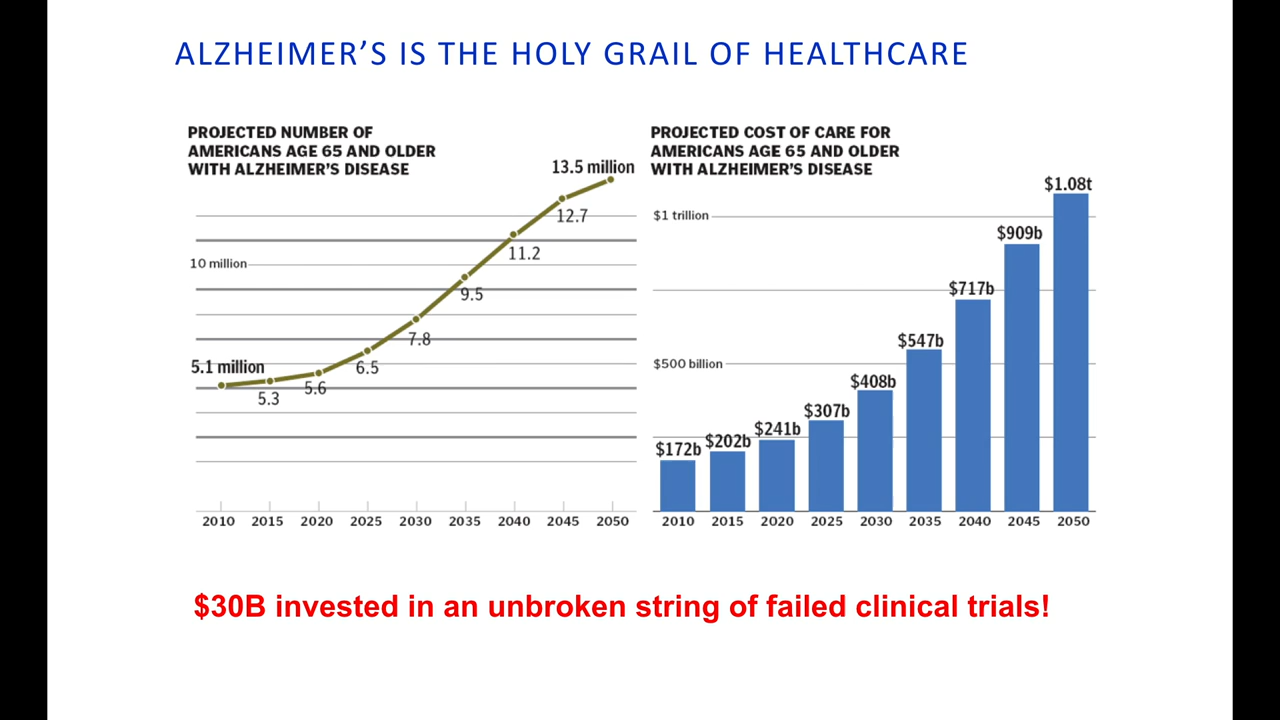 ALZHEIMER’S IS THE HOLY GRAIL OF HEALTHCARE
PROJECTED NUMBER OF
AMERICANS AGE 65 AND OLDER
WITH ALZHEIMER’S DISEASE
13.5 million
12.7
11.2
10 million
9.5
7.8
5.1 million
6.5
5.6
5.3
2010 2015 2020 2025 2030 2035 2040 2045 2050
PROJECTED COST OF CARE FOR
AMERICANS AGE 65 AND OLDER
WITH ALZHEIMER’S DISEASE
$1.08t
$1 trillion
$909b
$717b
$547b
$500 billion
$408b
$307b
$241b
$202b
$172b
2010 2015 2020 2025 2030 2035 2040 2045 2050
$30B invested in an unbroken string of failed clinical trials!